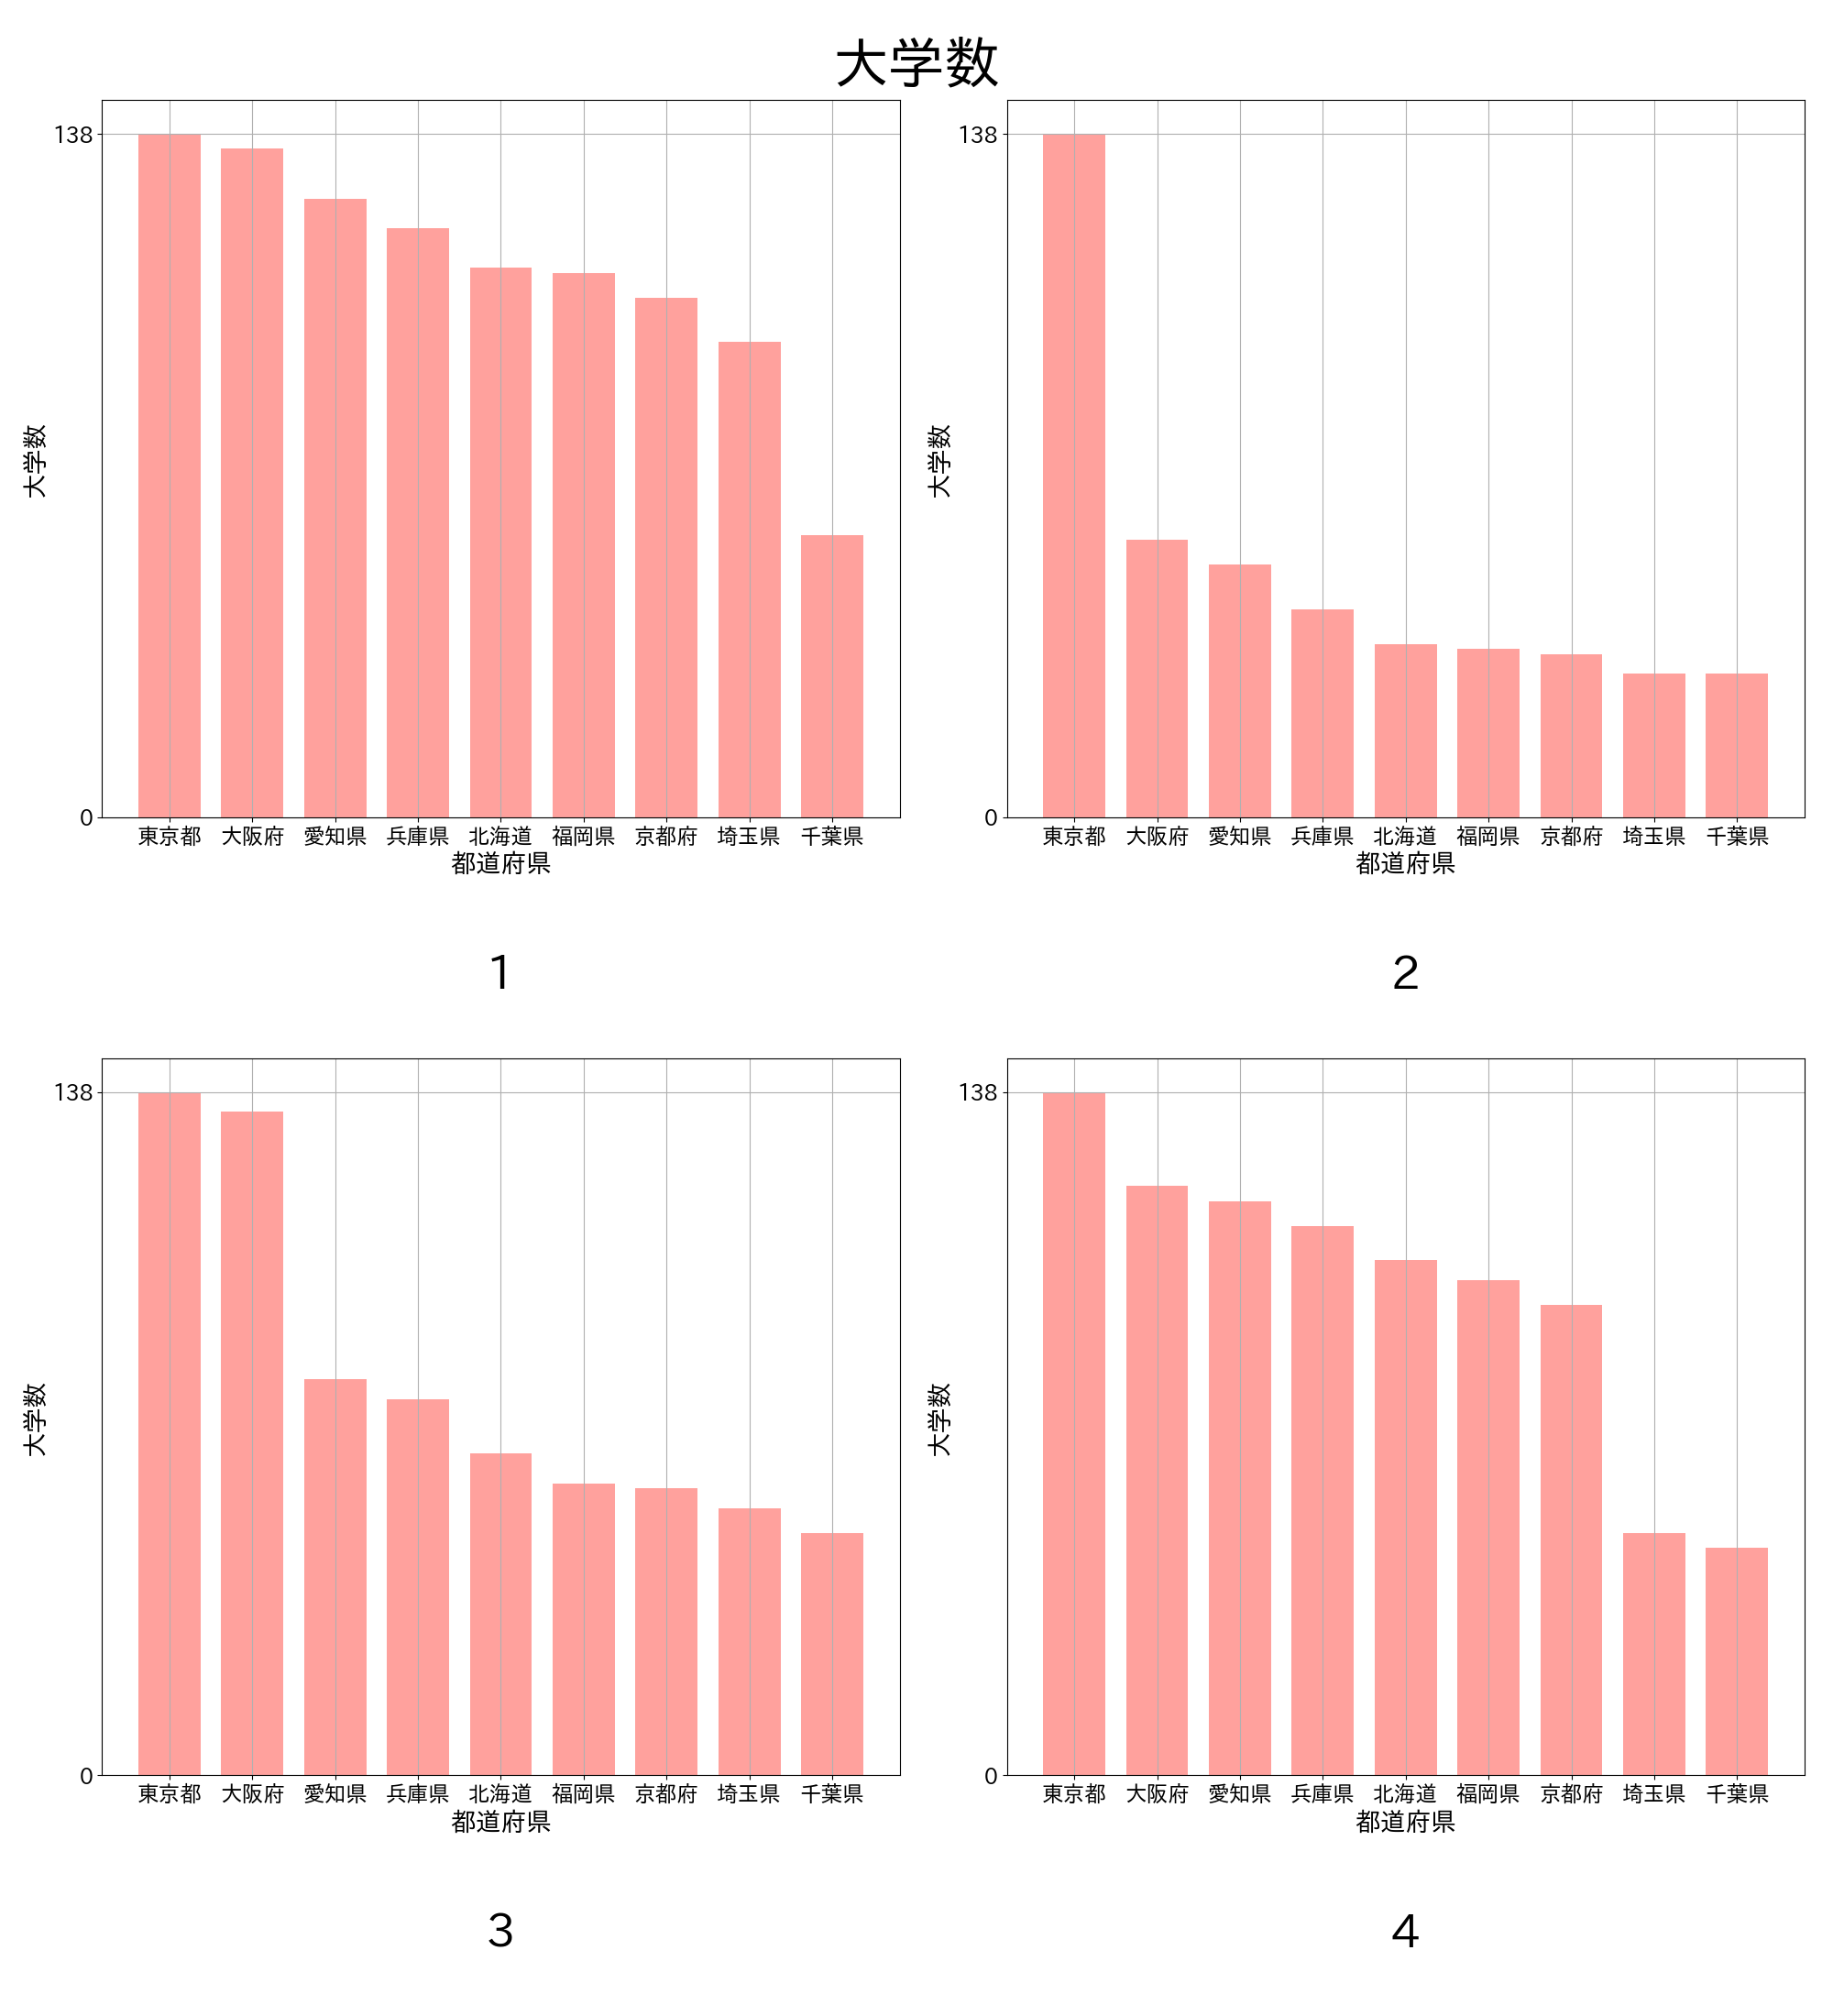 大学数
138
0
大学数
東京都 大阪府 愛知県 兵庫県 北海道 福岡県 京都府 埼玉県 千葉県
都道府県
1
138
0
大学数
東京都 大阪府 愛知県 兵庫県 北海道 福岡県 京都府 埼玉県 千葉県
都道府県
2
138
0
大学数
東京都 大阪府 愛知県 兵庫県 北海道 福岡県 京都府 埼玉県 千葉県
都道府県
3
138
0
大学数
東京都 大阪府 愛知県 兵庫県 北海道 福岡県 京都府 埼玉県 千葉県
都道府県
4